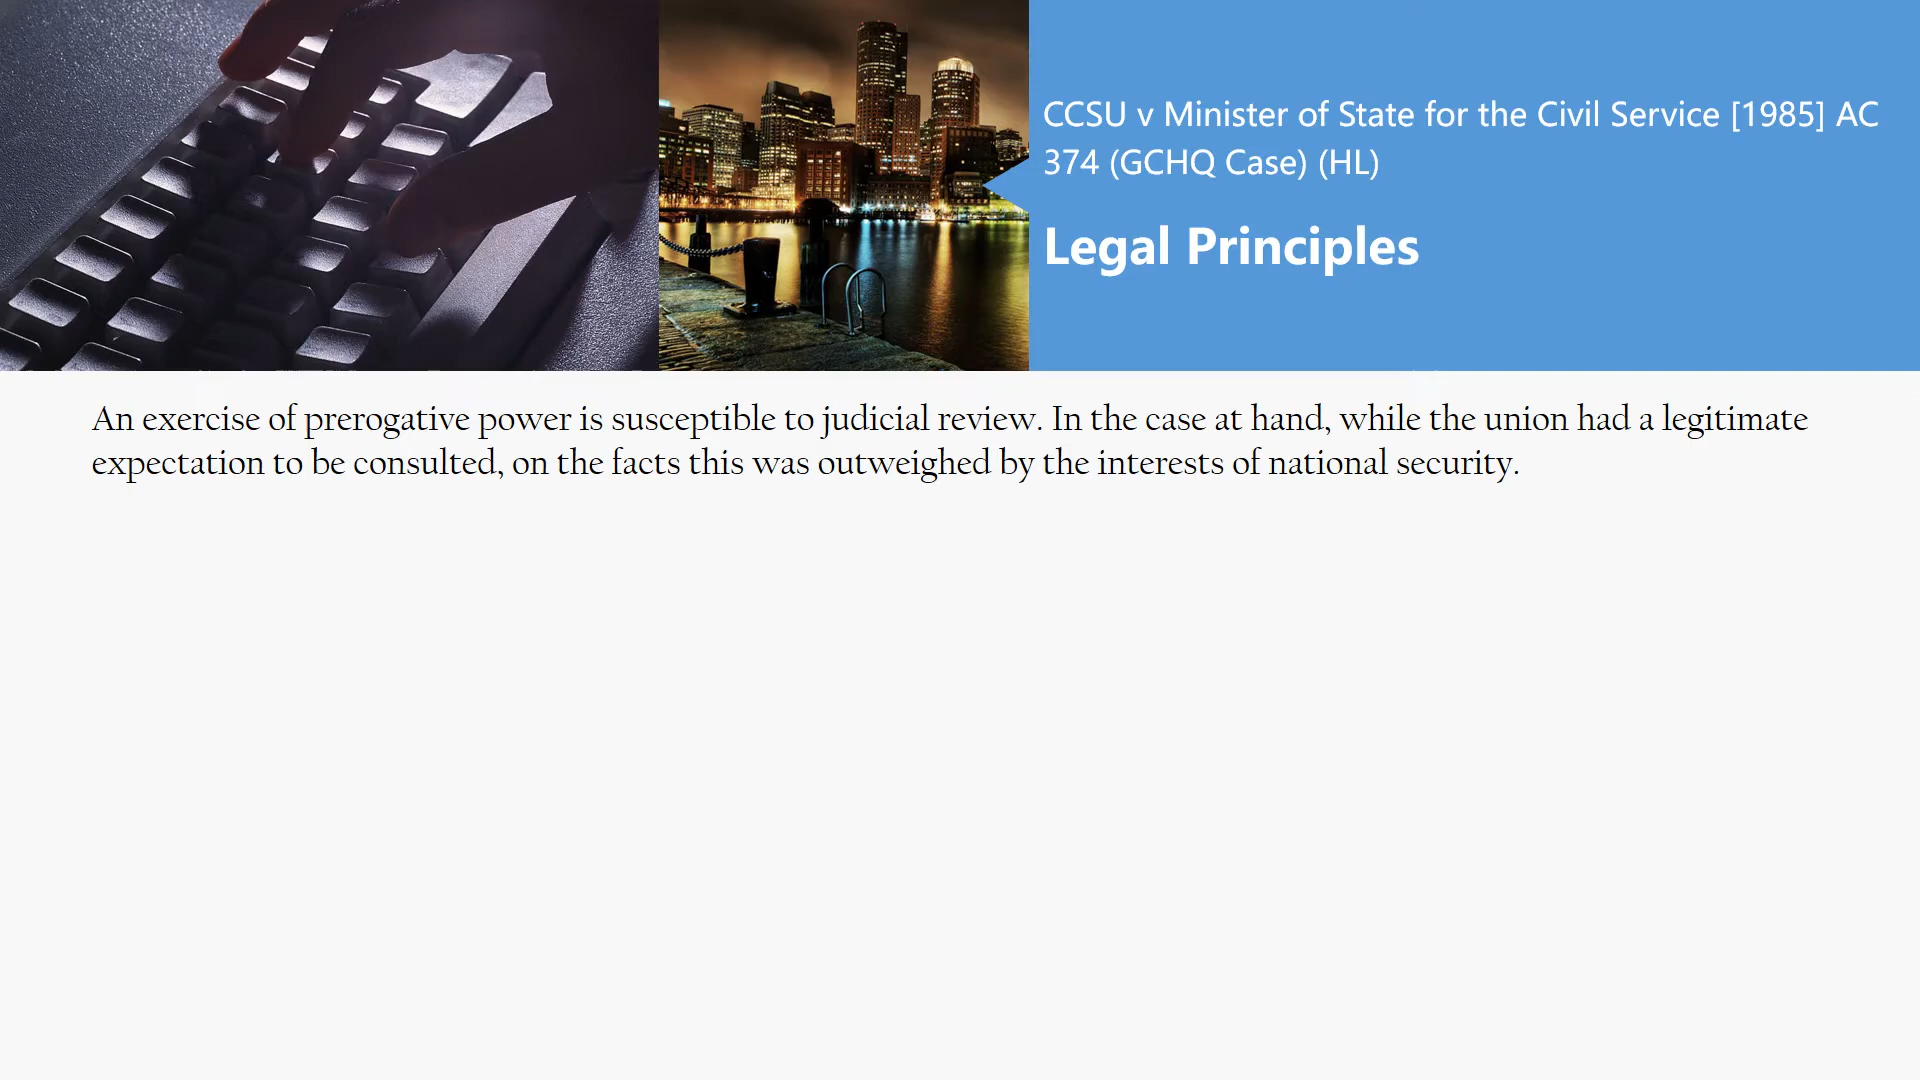 CCSU v Minister of State for the Civil Service [1985] AC
374 (GCHQ Case) (HL)
Legal Principles
An exercise of prerogative power is susceptible to judicial review. In the case at hand, while the union had a legitimate
expectation to be consulted, on the facts this was outweighed by the interests of national security.